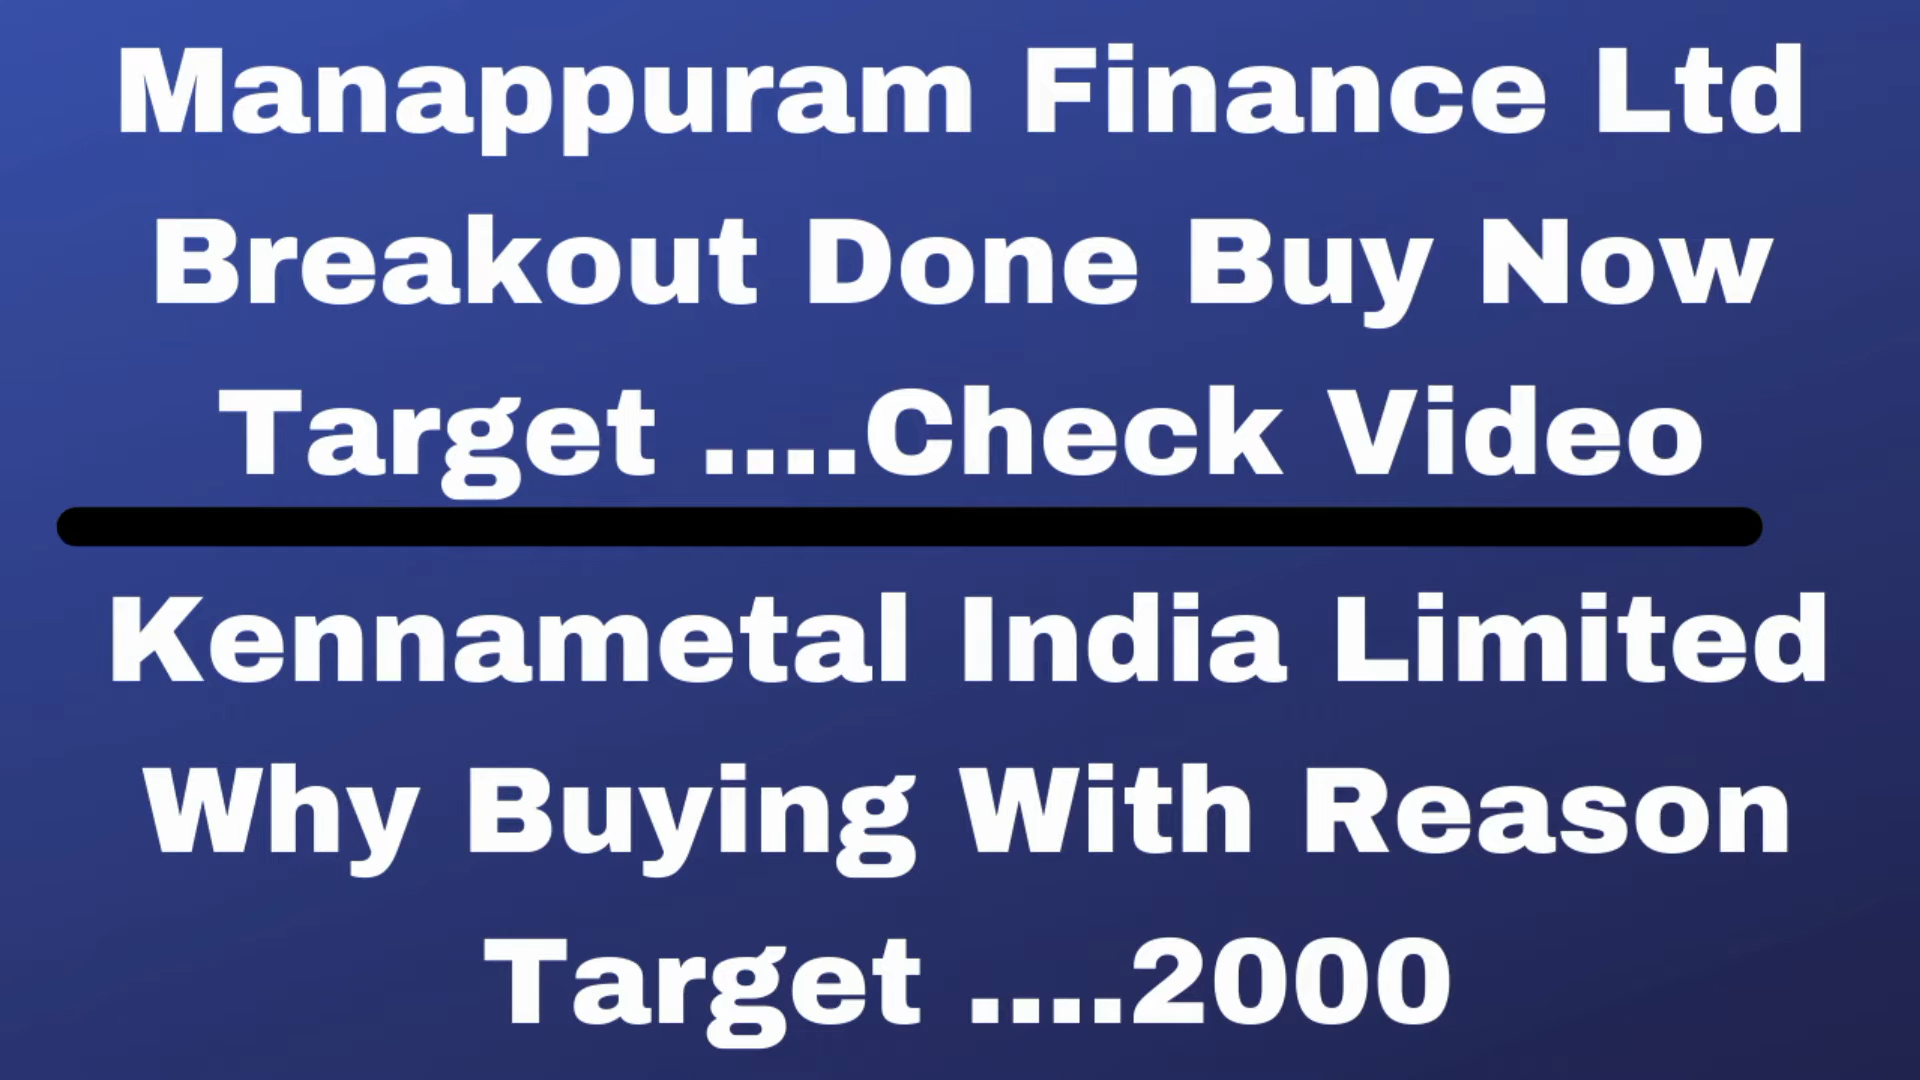 Manappuram Finance Ltd
Breakout Done Buy Now
Target ....Check Video
Kennametal India Limited
Why Buying With Reason
Target ....2000